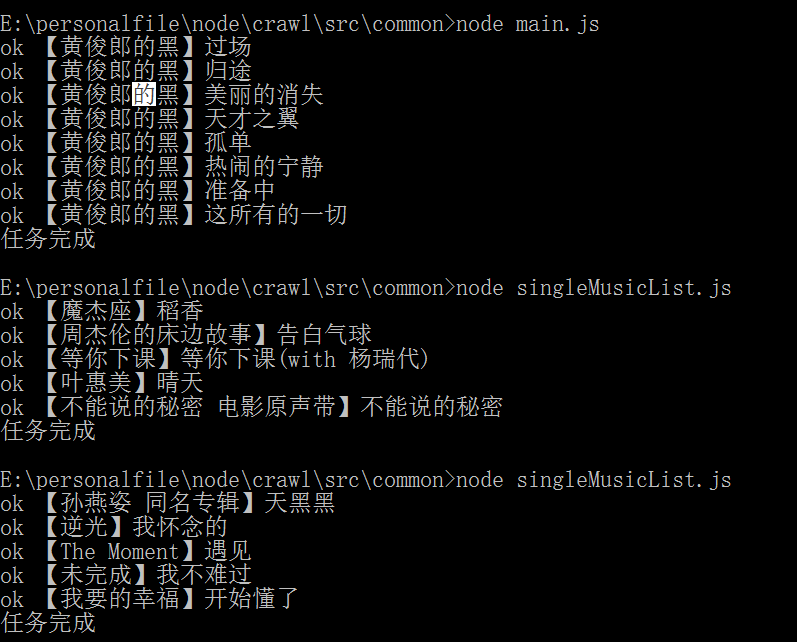 E:\personalfile\node\crawl\src\common>node main.js
ok 【黄俊郎的黑】过场
ok 【黄俊郎的黑】归途
ok 【黄俊郎的黑】美丽的消失
ok 【黄俊郎的黑】天才之翼
ok 【黄俊郎的黑】孤单
ok 【黄俊郎的黑】热闹的宁静
ok 【黄俊郎的黑】准备中
ok 【黄俊郎的黑】这所有的一切
任务完成
E:\personalfile\node\crawl\src\common>node singleMusicList.js
ok 【魔杰座】稻香
ok 【周杰伦的床边故事】告白气球
ok 【等你下课】等你下课(with 杨瑞代)
ok 【叶惠美】晴天
ok 【不能说的秘密 电影原声带】不能说的秘密
任务完成
E:\personalfile\node\crawl\src\common>node singleMusicList.js
ok 【孙燕姿 同名专辑】天黑黑
ok 【逆光】我怀念的
ok 【The Moment】遇见
ok 【未完成】我不难过
ok 【我要的幸福】开始懂了
任务完成